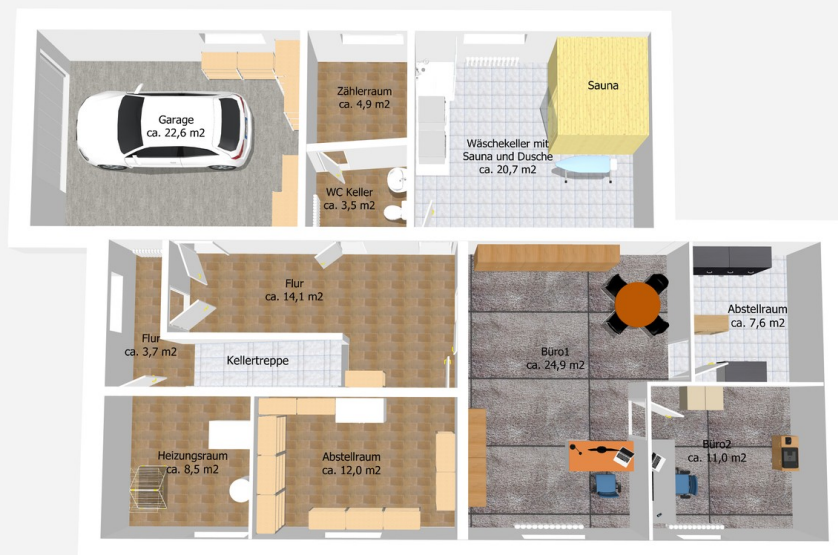 Garage
ca. 22,6 m2
Zählerraum
ca. 4,9 m2
Sauna
Wäschekeller mit
Sauna und Dusche
ca. 20,7 m2
WC Keller
ca. 3,5 m2
Flur
ca. 14,1 m2
Flur
ca. 3,7 m2
Kellertreppe
Büro1
ca. 24,9 m2
Abstellraum
ca. 7,6 m2
Heizungsraum
ca. 8,5 m2
Abstellraum
ca. 12,0 m2
Büro2
ca. 11,0 m2